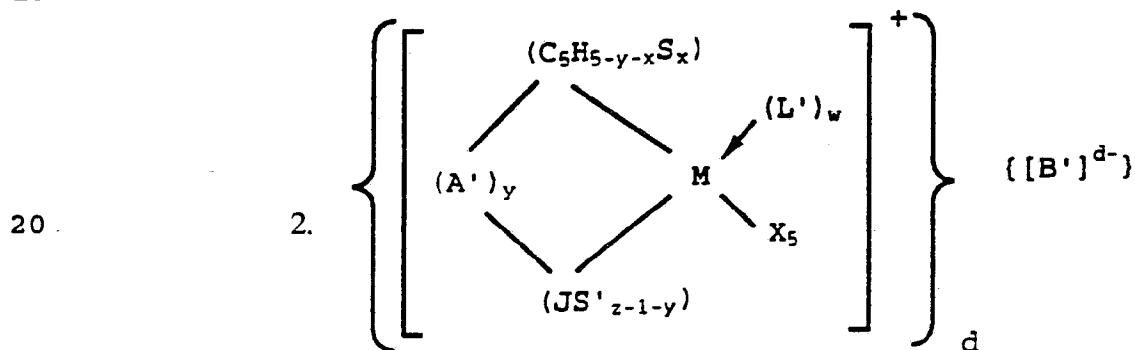 (C₅H₅₋y₋ₓSₓ)
+
(L')w
(A')y
M
{[B']ᵈ⁻}
20
2.
X₅
(JS'z-1-y)
d